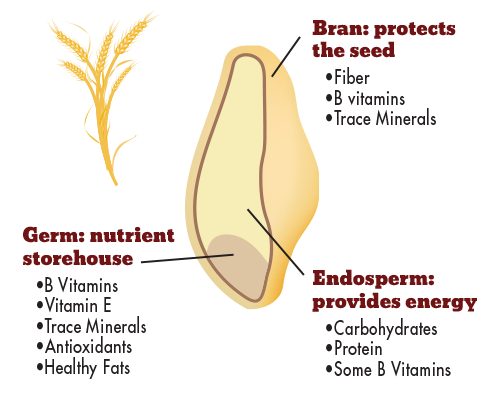 Bran: protects
the seed
•Fiber
•B vitamins
•Trace Minerals
Germ: nutrient
storehouse
•B Vitamins
•Vitamin E
•Trace Minerals
•Antioxidants
•Healthy Fats
Endosperm:
provides energy
•Carbohydrates
•Protein
•Some B Vitamins